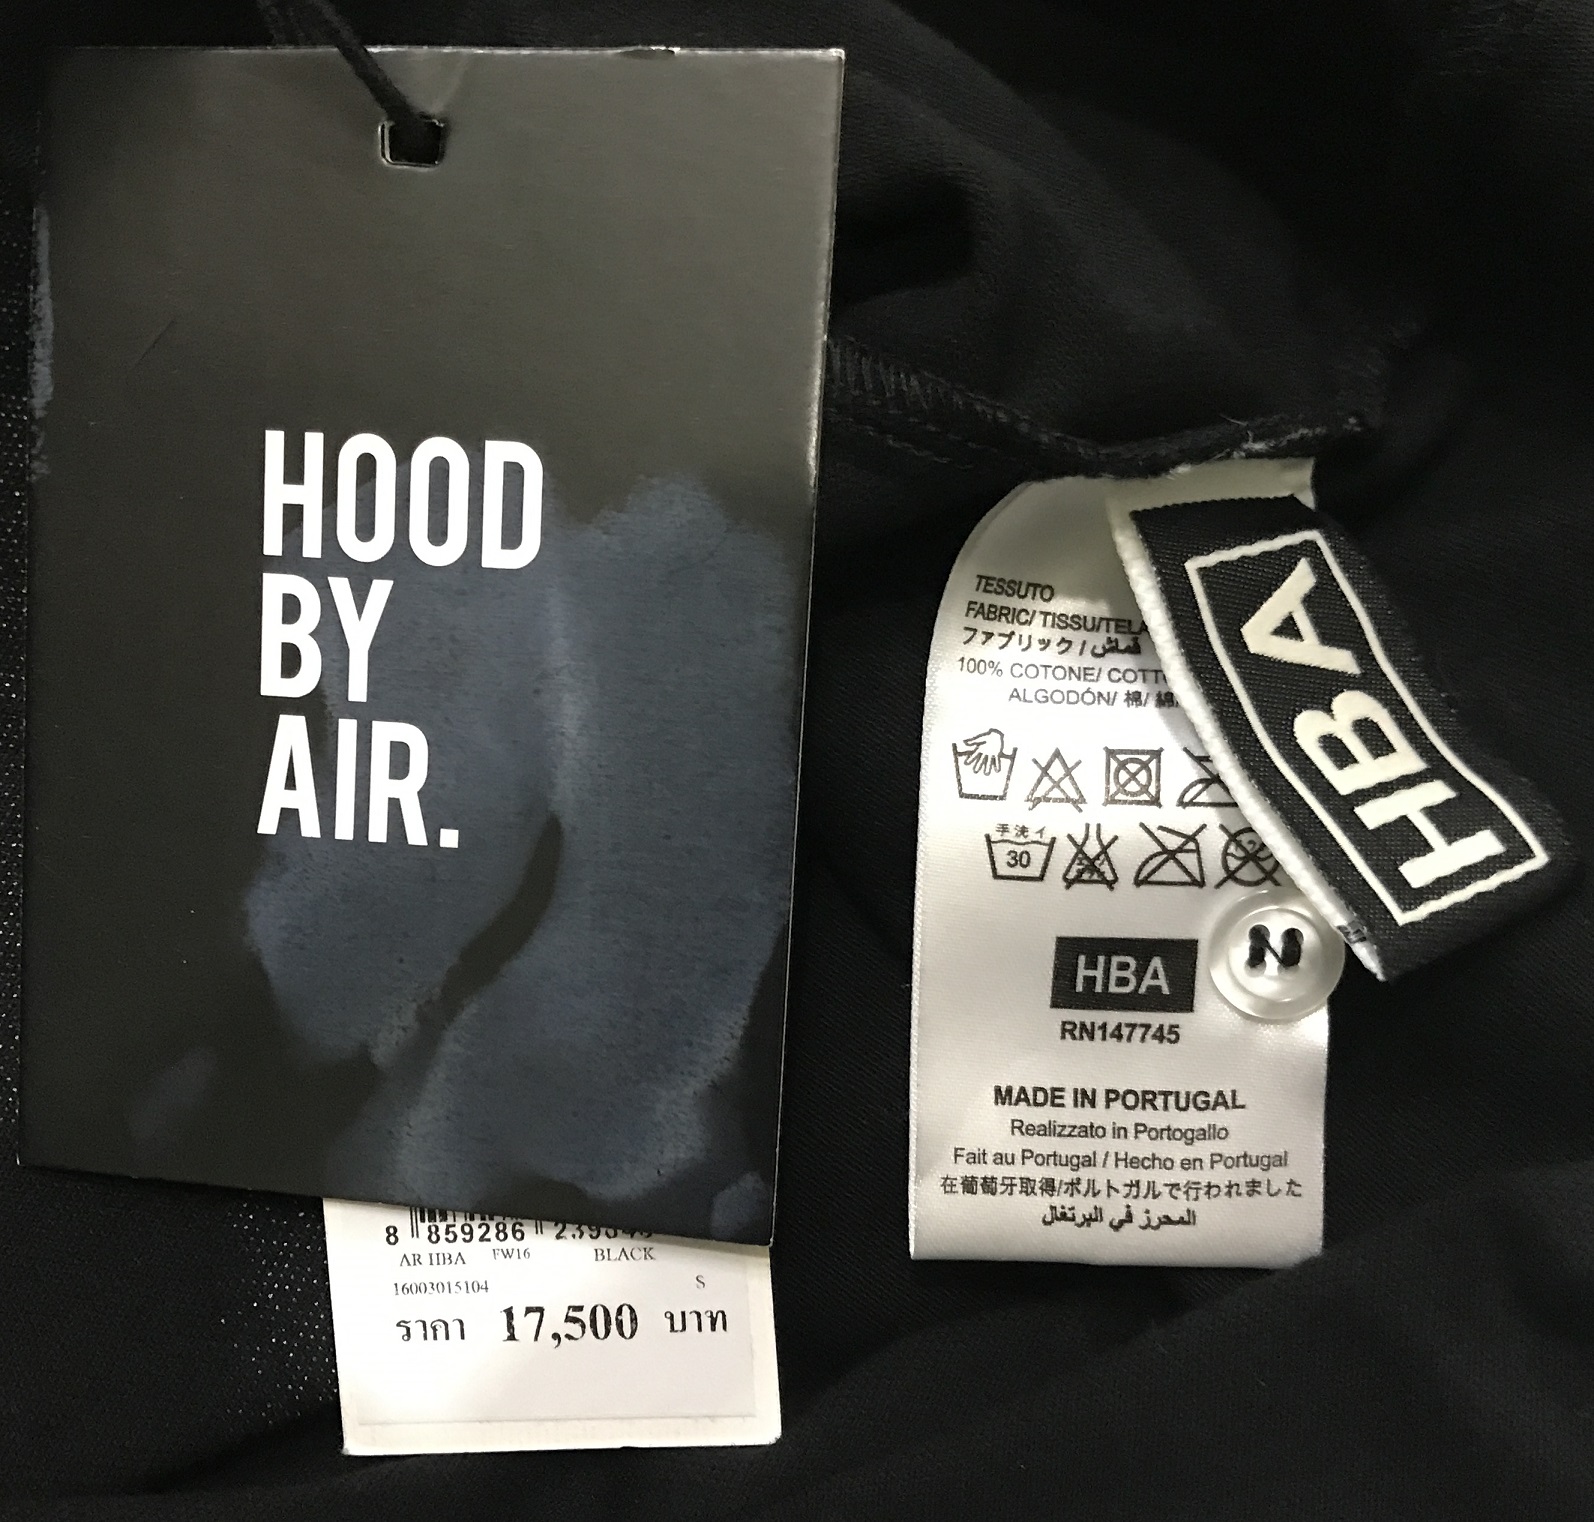 HOOD
BY
AIR.
8 859286
AR HBA FW16 BLACK
16003015104 S
ราคา 17,500 บาท
TESSUTO
FABRIC/ TISSU/TELA
ファブリック / قماش
100% COTONE/
ALGODÓN/ 棉/ 綿
手洗イ
30
HBA
RN147745
MADE IN PORTUGAL
Realizzato in Portogallo
Fait au Portugal / Hecho en Portugal
在葡萄牙取得/ポルトガルで行われました
المحرز في البرتغال
HBA